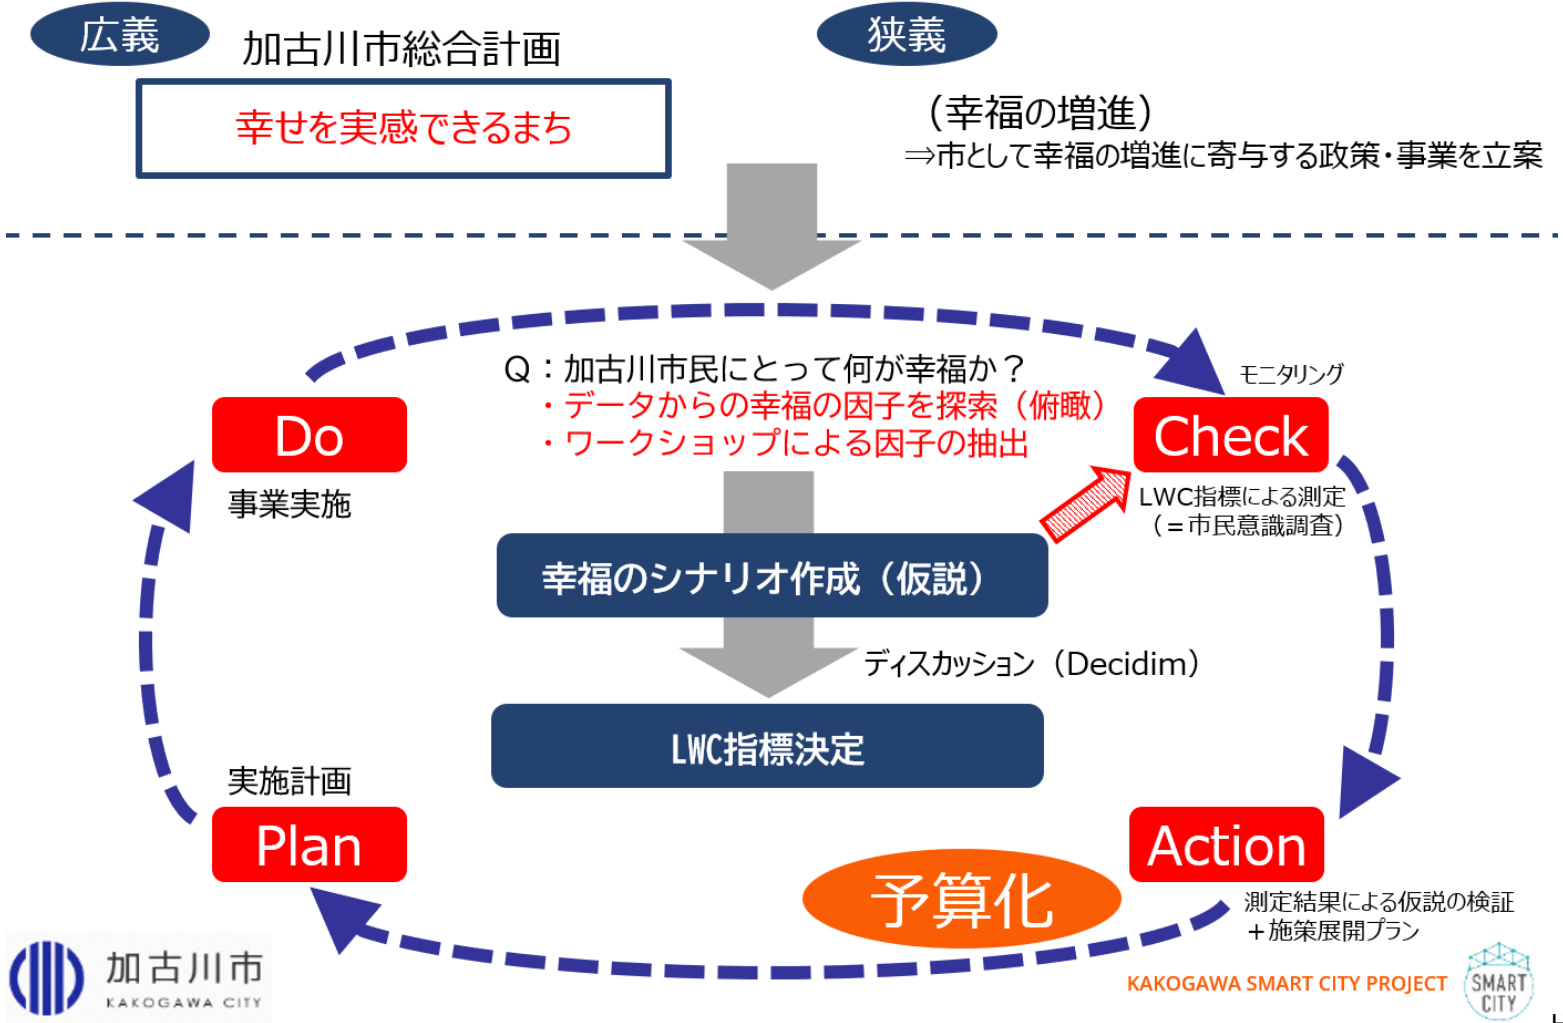 広義
加古川市総合計画
幸せを実感できるまち
狭義
（幸福の増進）
⇒市として幸福の増進に寄与する政策・事業を立案
Q：加古川市民にとって何が幸福か？
・データからの幸福の因子を探索（俯瞰）
・ワークショップによる因子の抽出
モニタリング
Do
Check
事業実施
LWC指標による測定
（＝市民意識調査）
幸福のシナリオ作成（仮説）
ディスカッション（Decidim）
LWC指標決定
実施計画
Plan
Action
予算化
測定結果による仮説の検証
＋施策展開プラン
加古川市
KAKOGAWA CITY
KAKOGAWA SMART CITY PROJECT
SMART
CITY